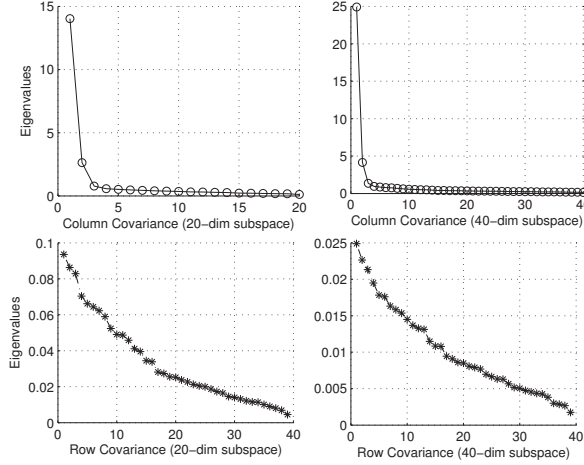 15
10
5
0
0 5 10 15 20
Eigenvalues
Column Covariance (20−dim subspace)
25
20
15
10
5
0
0 10 20 30 40
Column Covariance (40−dim subspace)
0.1
0.08
0.06
0.04
0.02
0
0 10 20 30 40
Eigenvalues
Row Covariance (20−dim subspace)
0.025
0.02
0.015
0.01
0.005
0
0 10 20 30 40
Row Covariance (40−dim subspace)